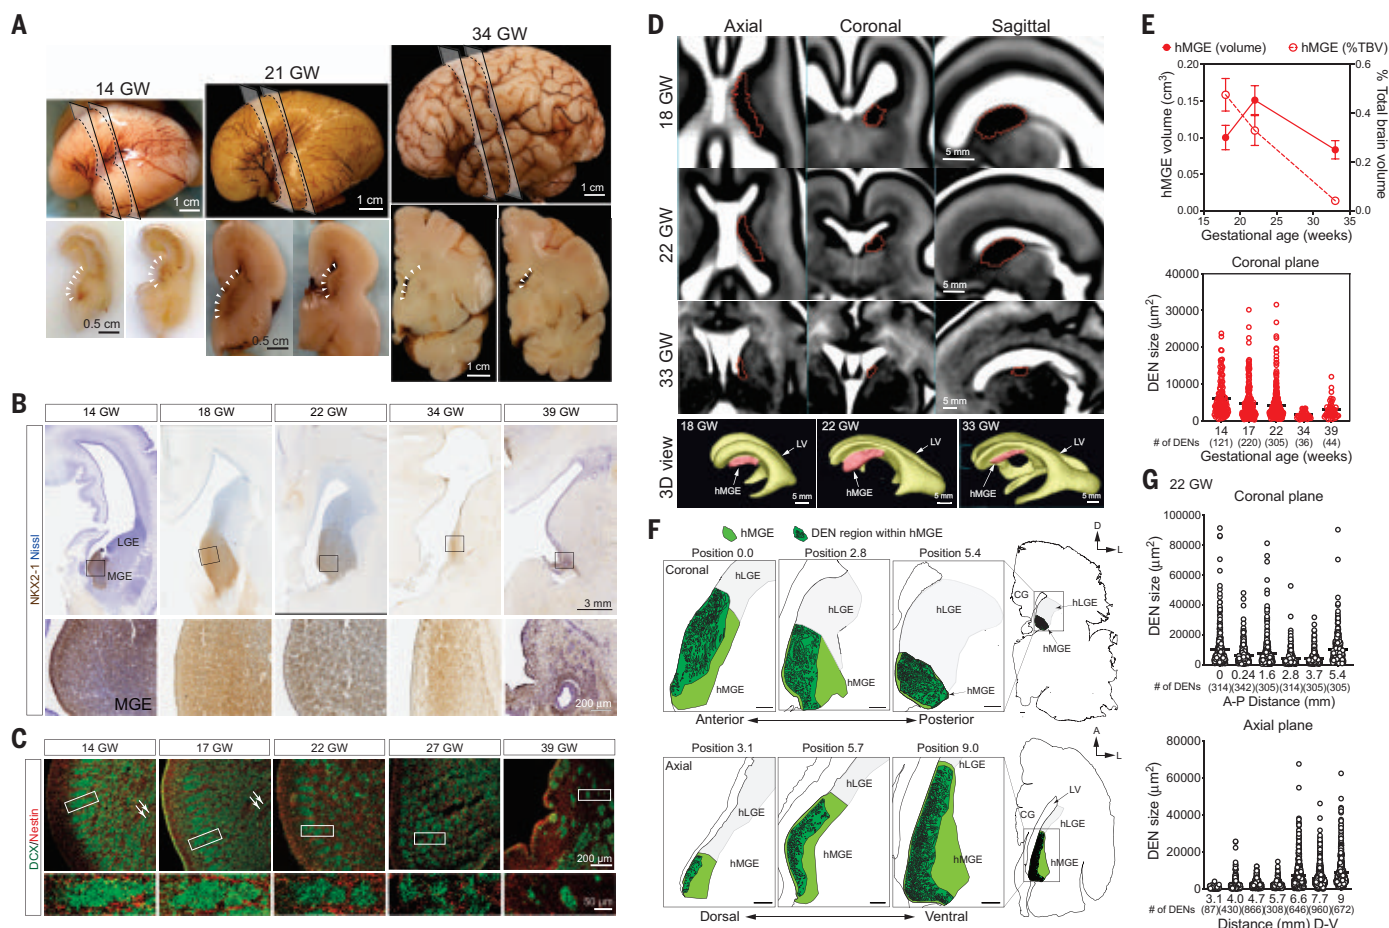 A
14 GW
21 GW
34 GW
1 cm
1 cm
1 cm
0.5 cm
0.5 cm
1 cm
1 cm
B
14 GW
18 GW
22 GW
34 GW
39 GW
NKX2-1 Nissl
LGE
MGE
3 mm
MGE
200 μm
C
14 GW
17 GW
22 GW
27 GW
39 GW
DCX/Nestin
200 μm
50 μm
D
Axial
Coronal
Sagittal
18 GW
5 mm
22 GW
5 mm
33 GW
5 mm
3D view
18 GW
LV
hMGE
5 mm
22 GW
LV
hMGE
5 mm
33 GW
LV
hMGE
5 mm
E
hMGE (volume)
hMGE (%TBV)
hMGE volume (cm³)
0.20
0.15
0.10
0.05
0.00
% Total brain volume
0.6
0.4
0.2
0.0
15 20 25 30 35
Gestational age (weeks)
Coronal plane
DEN size (μm²)
40000
30000
20000
10000
0
14 17 22 34 39
# of DENs (121) (220) (305) (36) (44)
Gestational age (weeks)
F
hMGE
DEN region within hMGE
Coronal
Position 0.0
Position 2.8
Position 5.4
hLGE
hMGE
hLGE
hMGE
hLGE
hMGE
D
L
CG
hLGE
hMGE
Anterior
Posterior
Axial
Position 3.1
Position 5.7
Position 9.0
hLGE
hMGE
hLGE
hMGE
hLGE
hMGE
A
L
LV
CG
hLGE
hMGE
Dorsal
Ventral
G
22 GW
Coronal plane
DEN size (μm²)
100000
80000
60000
40000
20000
0
0 0.24 1.6 2.8 3.7 5.4
# of DENs (314)(342)(305)(314)(305)(305)
A-P Distance (mm)
Axial plane
DEN size (μm²)
80000
60000
40000
20000
0
3.1 4.0 4.7 5.7 6.6 7.7 9
# of DENs (87)(430)(866)(308)(646)(960)(672)
Distance (mm) D-V